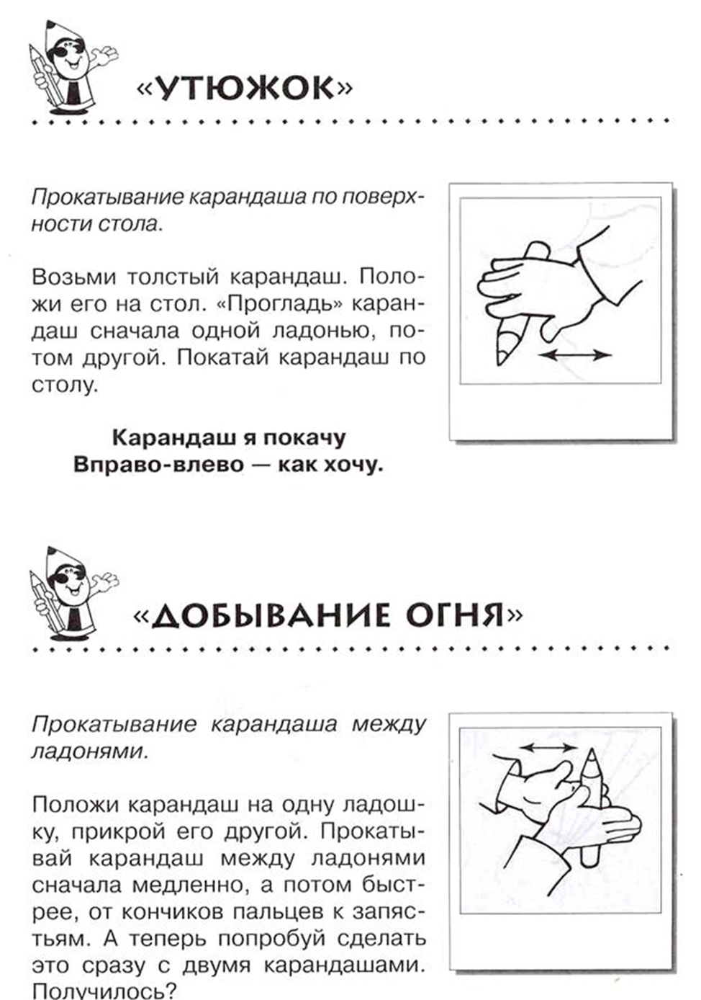 «УТЮЖОК»
Прокатывание карандаша по поверх-
ности стола.
Возьми толстый карандаш. Поло-
жи его на стол. «Прогладь» каран-
даш сначала одной ладонью, по-
том другой. Покатай карандаш по
столу.
Карандаш я покачу
Вправо-влево — как хочу.
«ДОБЫВАНИЕ ОГНЯ»
Прокатывание карандаша между
ладонями.
Положи карандаш на одну ладош-
ку, прикрой его другой. Прокаты-
вай карандаш между ладонями
сначала медленно, а потом быст-
рее, от кончиков пальцев к запяс-
тьям. А теперь попробуй сделать
это сразу с двумя карандашами.
Получилось?